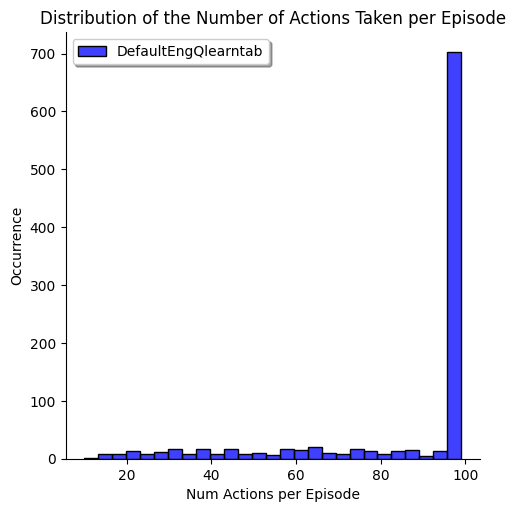 Distribution of the Number of Actions Taken per Episode
DefaultEngQlearntab
700
600
500
400
300
200
100
0
Occurrence
20 40 60 80 100
Num Actions per Episode